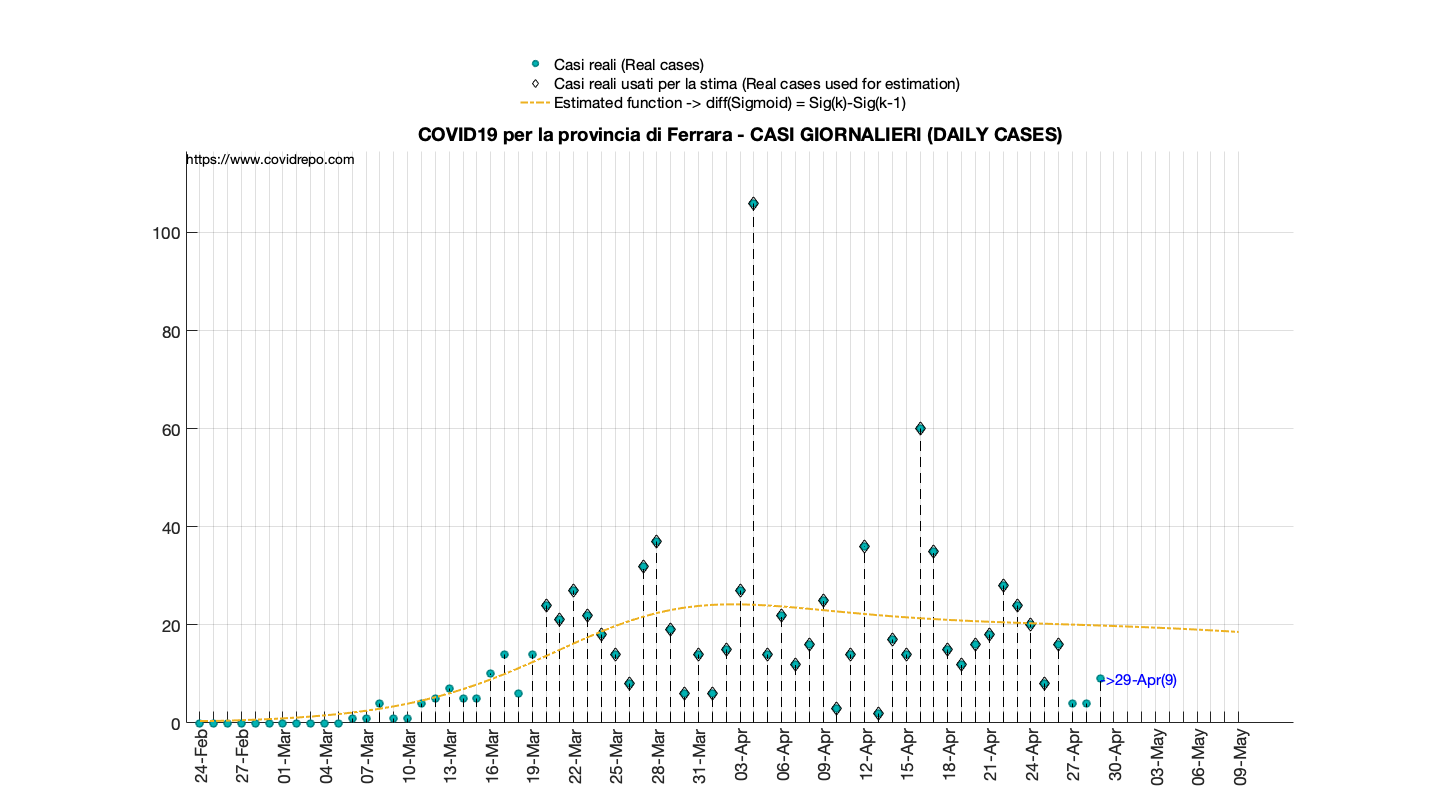 Casi reali (Real cases)
Casi reali usati per la stima (Real cases used for estimation)
Estimated function -> diff(Sigmoid) = Sig(k)-Sig(k-1)
COVID19 per la provincia di Ferrara - CASI GIORNALIERI (DAILY CASES)
https://www.covidrepo.com
100
80
60
40
20
0
->29-Apr(9)
24-Feb
27-Feb
01-Mar
04-Mar
07-Mar
10-Mar
13-Mar
16-Mar
19-Mar
22-Mar
25-Mar
28-Mar
31-Mar
03-Apr
06-Apr
09-Apr
12-Apr
15-Apr
18-Apr
21-Apr
24-Apr
27-Apr
30-Apr
03-May
06-May
09-May